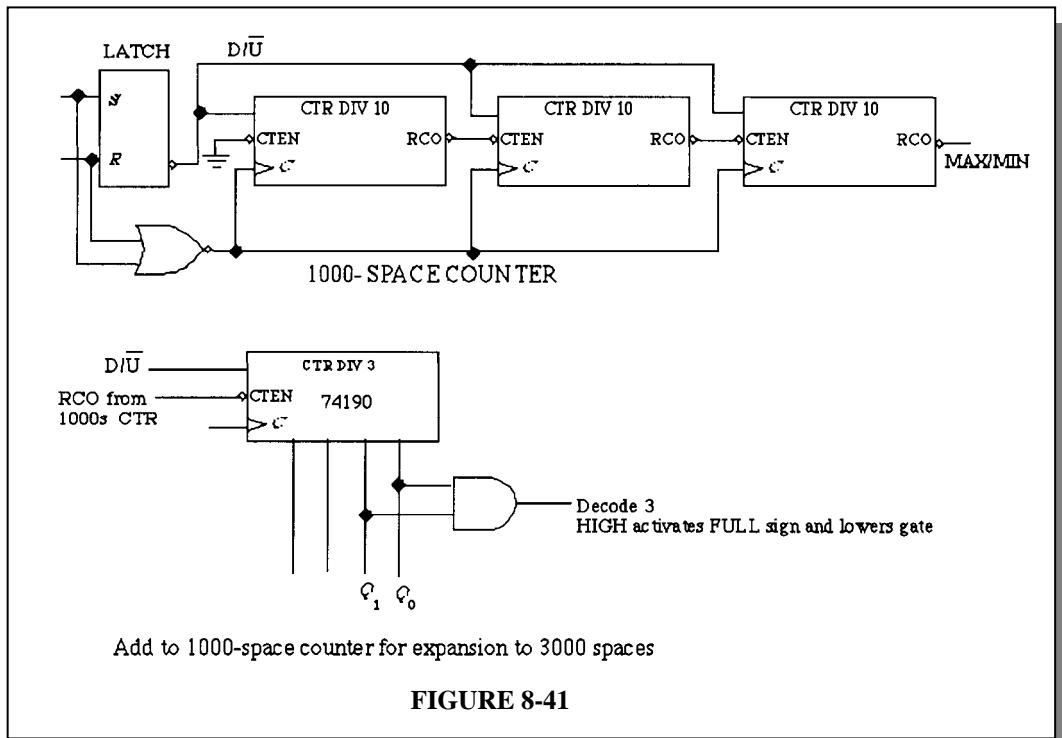 LATCH
D/U̅
S
R
CTR DIV 10
CTEN
C
RCO
CTR DIV 10
CTEN
C
RCO
CTR DIV 10
CTEN
C
RCO
MAX/MIN
1000- SPACE COUNTER
D/U̅
RCO from
1000s CTR
CTR DIV 3
CTEN
74190
C
Decode 3
HIGH activates FULL sign and lowers gate
Q1 Q0
Add to 1000-space counter for expansion to 3000 spaces
FIGURE 8-41